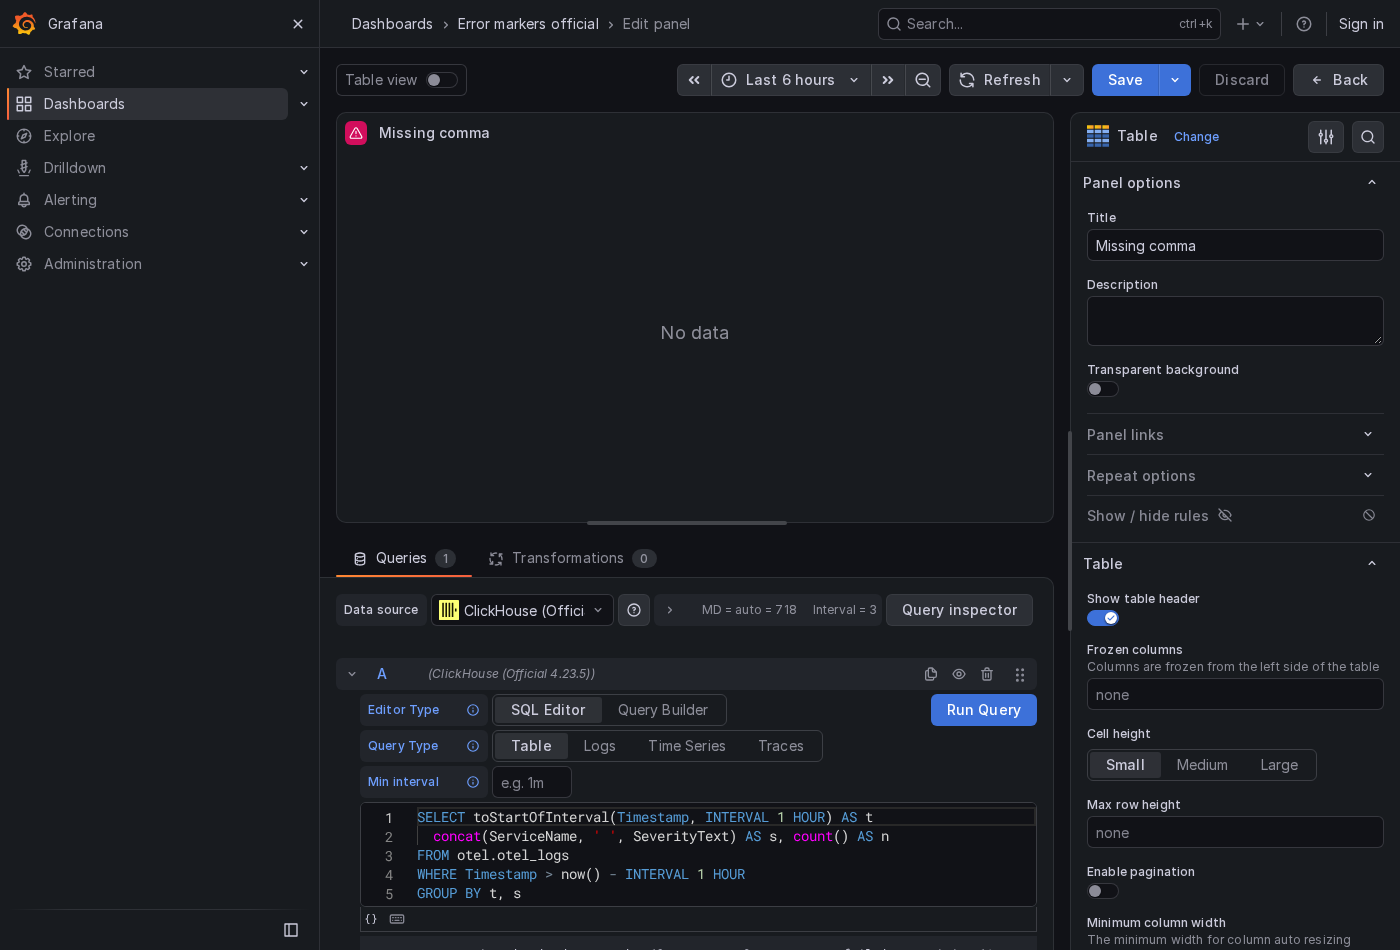 Grafana
Dashboards › Error markers official › Edit panel
Search...
ctrl+k
Sign in
Starred
Dashboards
Explore
Drilldown
Alerting
Connections
Administration
Table view
Last 6 hours
Refresh
Save
Discard
Back
Missing comma
No data
Table
Change
Panel options
Title
Missing comma
Description
Transparent background
Panel links
Repeat options
Show / hide rules
Table
Show table header
Frozen columns
Columns are frozen from the left side of the table
none
Cell height
Small Medium Large
Max row height
none
Enable pagination
Minimum column width
The minimum width for column auto resizing
Queries 1
Transformations 0
Data source
ClickHouse (Offici
MD = auto = 718 Interval = 3
Query inspector
A (ClickHouse (Official 4.23.5))
Editor Type
SQL Editor Query Builder
Run Query
Query Type
Table Logs Time Series Traces
Min interval
e.g. 1m
1 SELECT toStartOfInterval(Timestamp, INTERVAL 1 HOUR) AS t
2 concat(ServiceName, ' ', SeverityText) AS s, count() AS n
3 FROM otel.otel_logs
4 WHERE Timestamp > now() - INTERVAL 1 HOUR
5 GROUP BY t, s
{}